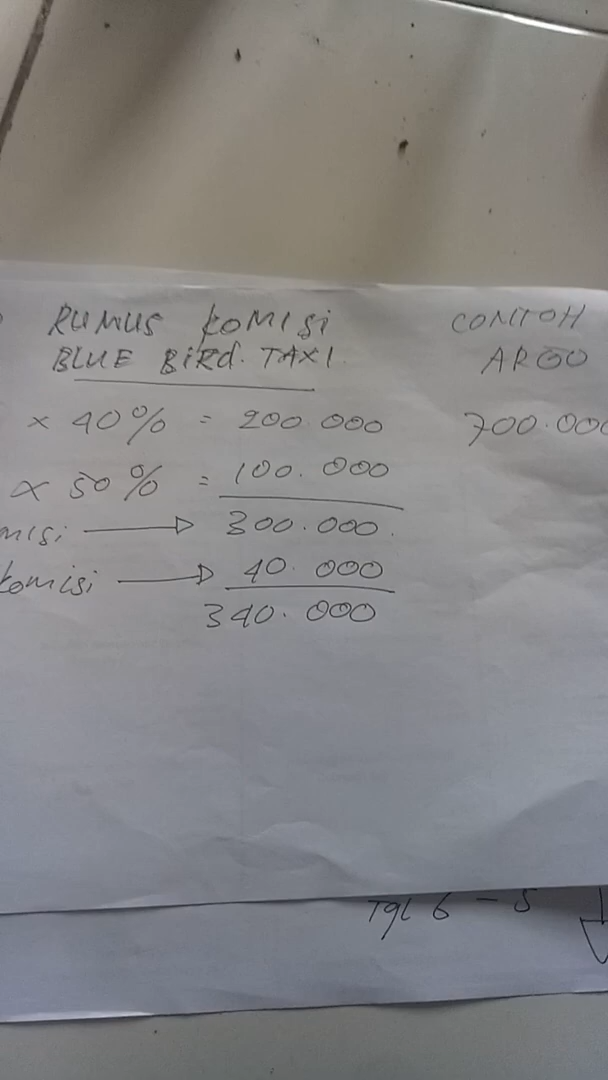 RUMUS KOMISI
BLUE BIRD. TAXI.
CONTOH
ARGO
x 40% = 200.000
700.000
x 50% = 100.000
300.000.
komisi 40.000
340.000
TGL 6 - 5